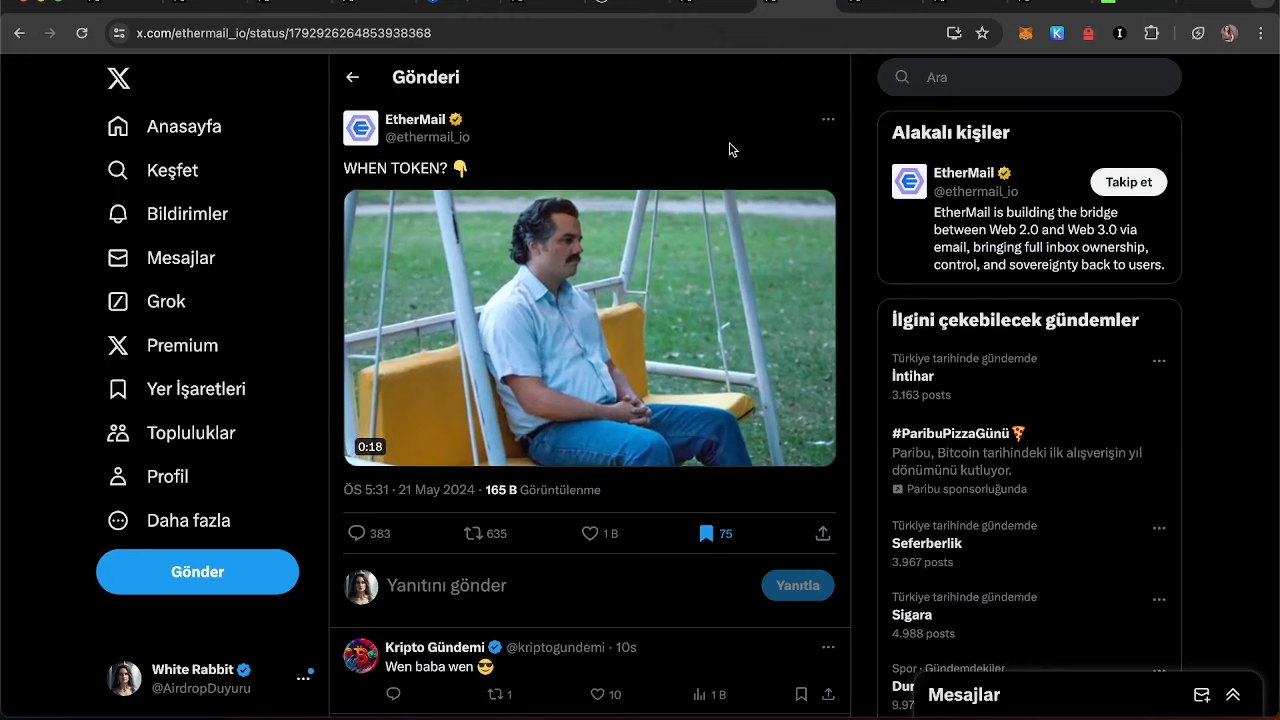 x.com/ethermail_io/status/1792926264853938368
Anasayfa
Keşfet
Bildirimler
Mesajlar
Grok
Premium
Yer İşaretleri
Topluluklar
Profil
Daha fazla
Gönder
White Rabbit
@AirdropDuyuru
Gönderi
EtherMail
@ethermail_io
WHEN TOKEN? 👇
0:18
ÖS 5:31 · 21 May 2024 · 165 B Görüntülenme
383 635 1 B 75
Yanıtını gönder
Yanıtla
Kripto Gündemi @kriptogundemi · 10s
Wen baba wen 😎
1 10 1 B
Ara
Alakalı kişiler
EtherMail
@ethermail_io
Takip et
EtherMail is building the bridge
between Web 2.0 and Web 3.0 via
email, bringing full inbox ownership,
control, and sovereignty back to users.
İlgini çekebilecek gündemler
Türkiye tarihinde gündemde
İntihar
3.163 posts
#ParibuPizzaGünü🍕
Paribu, Bitcoin tarihindeki ilk alışverişin yıl
dönümünü kutluyor.
Paribu sponsorluğunda
Türkiye tarihinde gündemde
Seferberlik
3.967 posts
Türkiye tarihinde gündemde
Sigara
4.988 posts
Spor · Gündemdekiler
Mesajlar